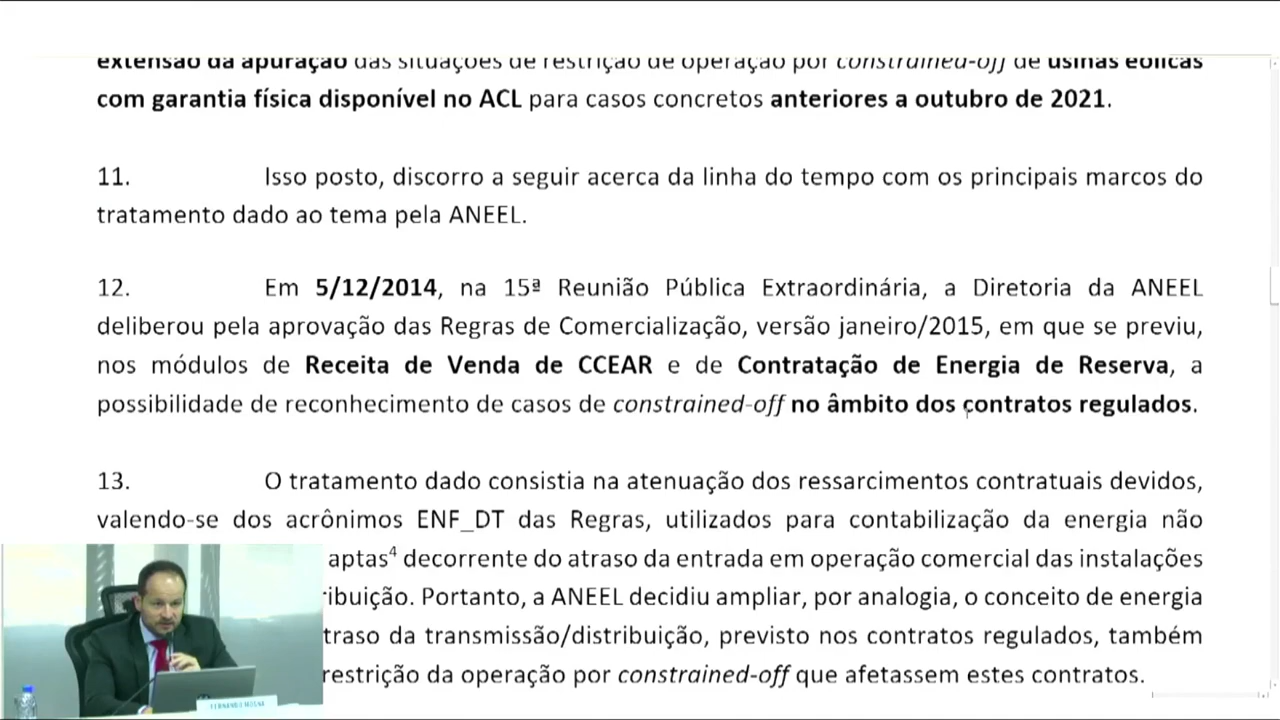 extensão da apuração das situações de restrição de operação por constrained-off de usinas eólicas
com garantia física disponível no ACL para casos concretos anteriores a outubro de 2021.
11. Isso posto, discorro a seguir acerca da linha do tempo com os principais marcos do
tratamento dado ao tema pela ANEEL.
12. Em 5/12/2014, na 15ª Reunião Pública Extraordinária, a Diretoria da ANEEL
deliberou pela aprovação das Regras de Comercialização, versão janeiro/2015, em que se previu,
nos módulos de Receita de Venda de CCEAR e de Contratação de Energia de Reserva, a
possibilidade de reconhecimento de casos de constrained-off no âmbito dos contratos regulados.
13. O tratamento dado consistia na atenuação dos ressarcimentos contratuais devidos,
valendo-se dos acrônimos ENF_DT das Regras, utilizados para contabilização da energia não
aptas⁴ decorrente do atraso da entrada em operação comercial das instalações
ribuição. Portanto, a ANEEL decidiu ampliar, por analogia, o conceito de energia
traso da transmissão/distribuição, previsto nos contratos regulados, também
restrição da operação por constrained-off que afetassem estes contratos.
FERNANDO MOSNA